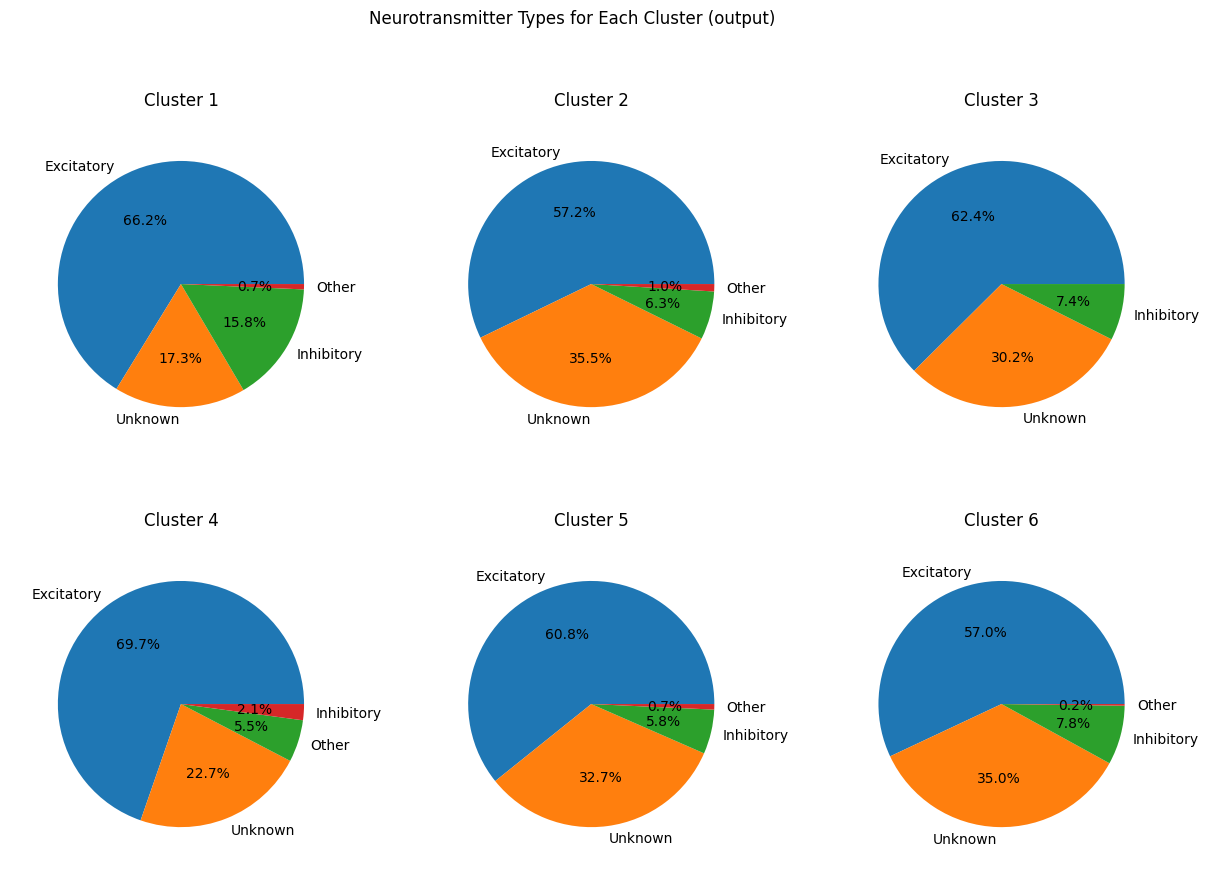 Neurotransmitter Types for Each Cluster (output)
Cluster 1
Excitatory
66.2%
0.7%
Other
15.8%
Inhibitory
17.3%
Unknown
Cluster 2
Excitatory
57.2%
1.0%
Other
6.3%
Inhibitory
35.5%
Unknown
Cluster 3
Excitatory
62.4%
7.4%
Inhibitory
30.2%
Unknown
Cluster 4
Excitatory
69.7%
2.1%
Inhibitory
5.5%
Other
22.7%
Unknown
Cluster 5
Excitatory
60.8%
0.7%
Other
5.8%
Inhibitory
32.7%
Unknown
Cluster 6
Excitatory
57.0%
0.2%
Other
7.8%
Inhibitory
35.0%
Unknown